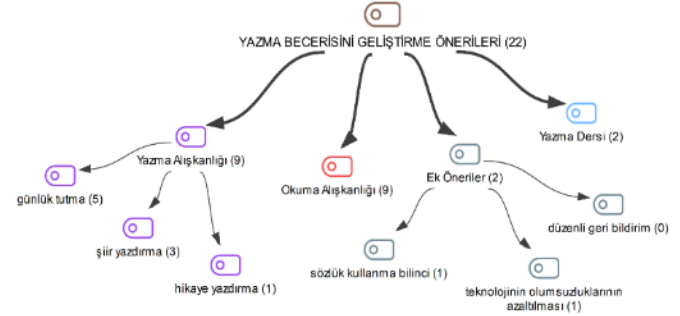 YAZMA BECERİSİNİ GELİŞTİRME ÖNERİLERİ (22)
Yazma Dersi (2)
Yazma Alışkanlığı (9)
Okuma Alışkanlığı (9)
Ek Öneriler (2)
günlük tutma (5)
düzenli geri bildirim (0)
şiir yazdırma (3)
sözlük kullanma bilinci (1)
hikaye yazdırma (1)
teknolojinin olumsuzluklarının
azaltılması (1)